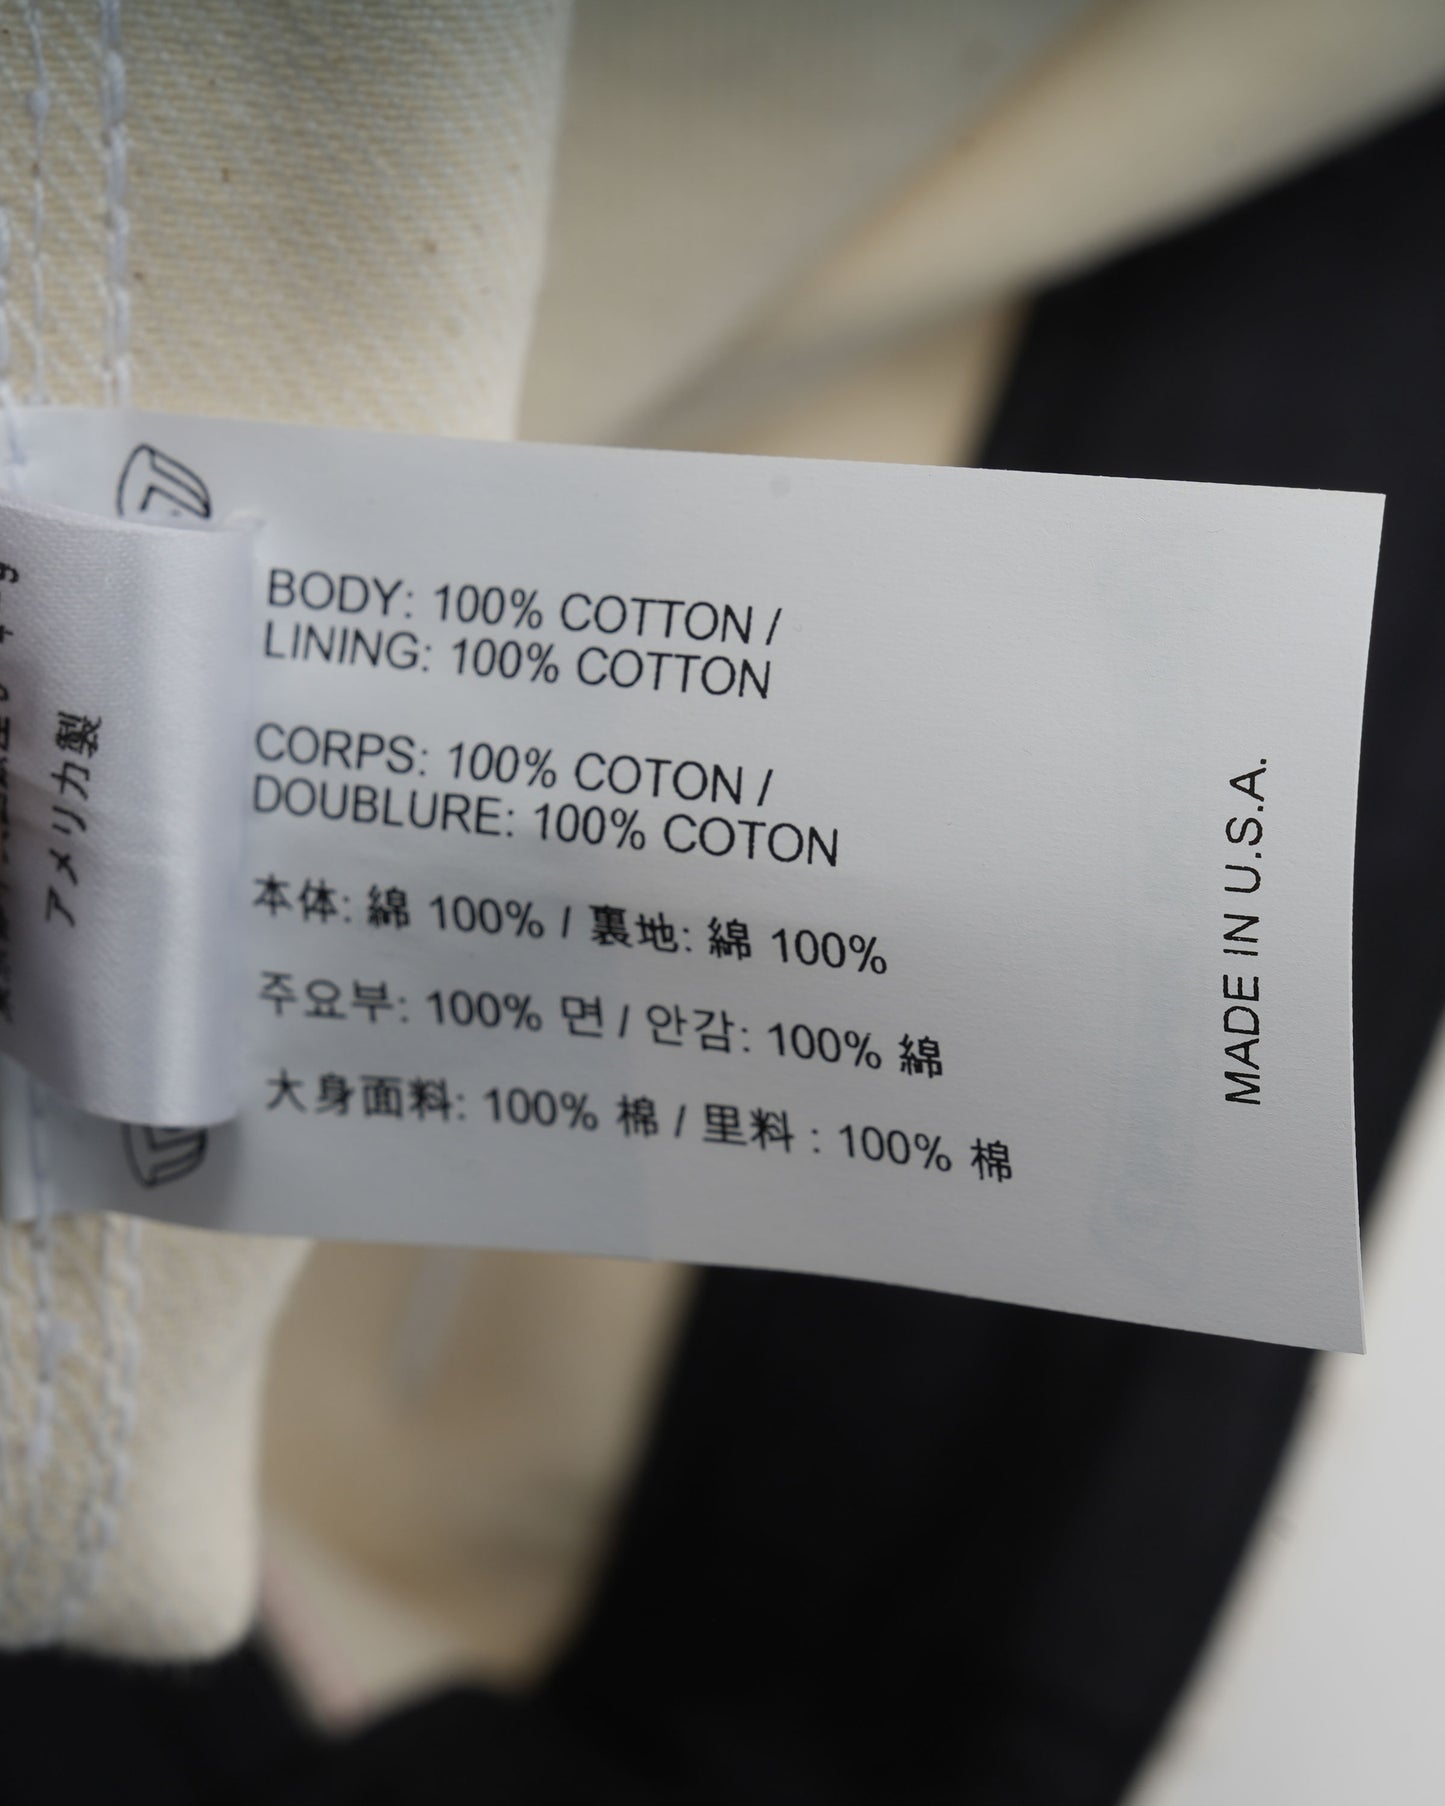 BODY: 100% COTTON /
LINING: 100% COTTON
CORPS: 100% COTON /
DOUBLURE: 100% COTON
本体: 綿 100% / 裏地: 綿 100%
주요부: 100% 면 / 안감: 100% 綿
大身面料: 100% 棉 / 里料 : 100% 棉
MADE IN U.S.A.
アメリカ製